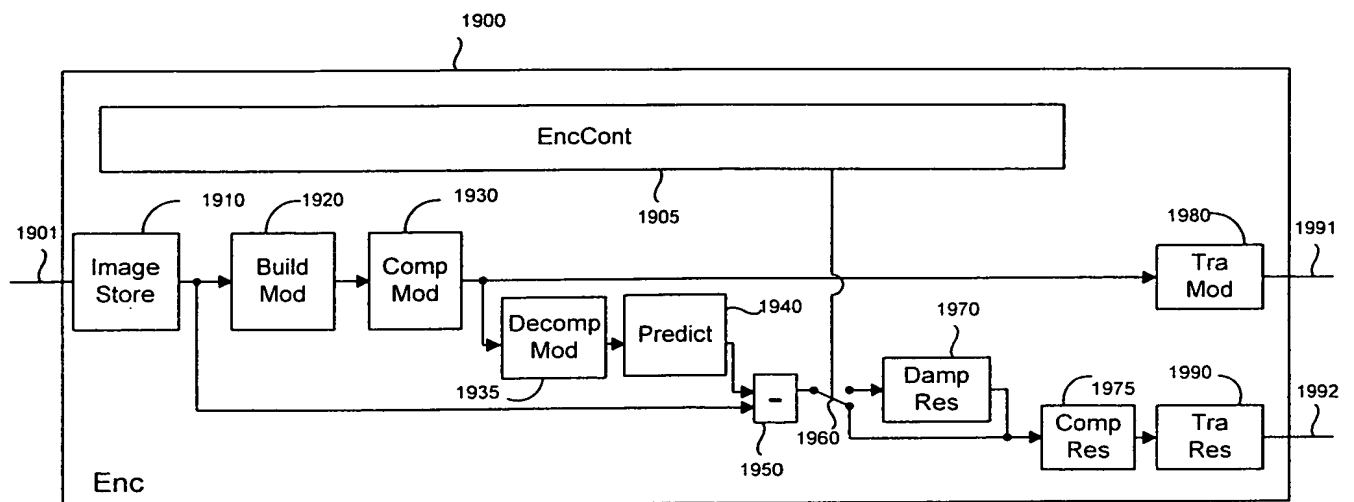 1900
EncCont
1905
1901
1910
Image
Store
1920
Build
Mod
1930
Comp
Mod
1935
Decomp
Mod
1940
Predict
-
1950
1960
1970
Damp
Res
1975
Comp
Res
1980
Tra
Mod
1991
1990
Tra
Res
1992
Enc